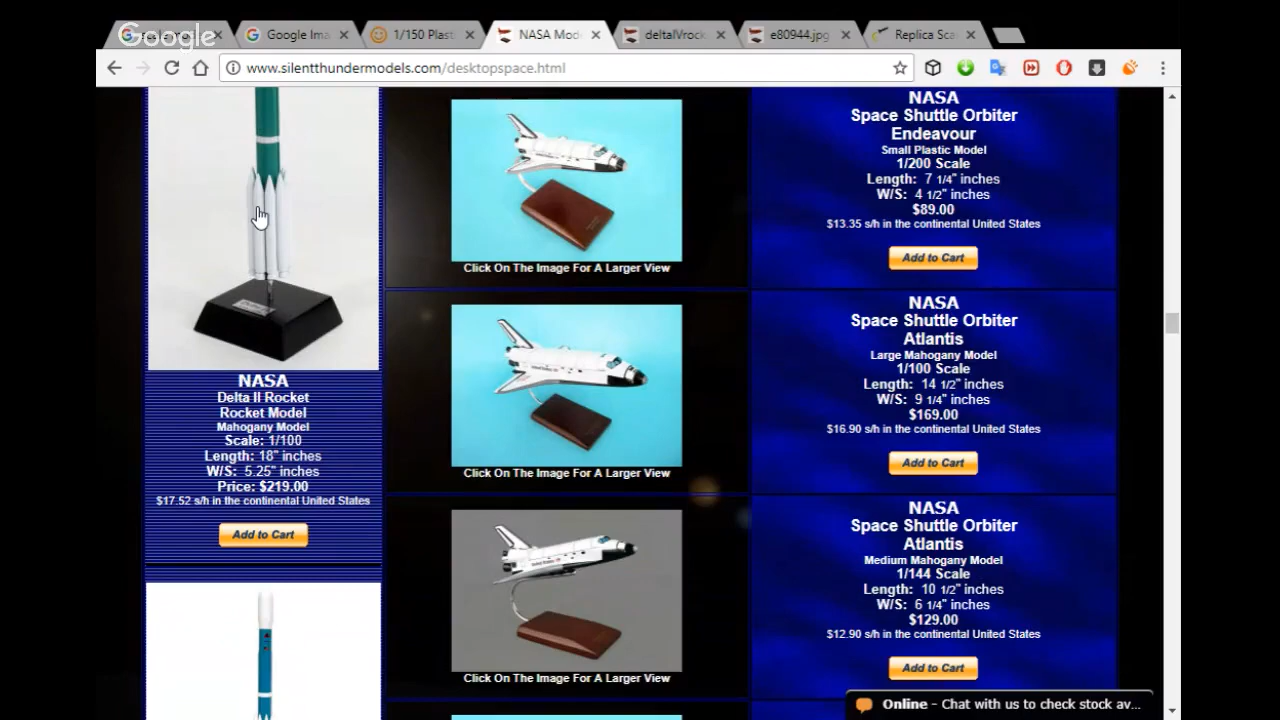 Google
Google Ima
1/150 Plasti
NASA Mod
deltaIVrock
e80944.jpg
Replica Sca
www.silentthundermodels.com/desktopspace.html
NASA
Delta II Rocket
Rocket Model
Mahogany Model
Scale: 1/100
Length: 18" inches
W/S: 5.25" inches
Price: $219.00
$17.52 s/h in the continental United States
Add to Cart
Click On The Image For A Larger View
NASA
Space Shuttle Orbiter
Endeavour
Small Plastic Model
1/200 Scale
Length: 7 1/4" inches
W/S: 4 1/2" inches
$89.00
$13.35 s/h in the continental United States
Add to Cart
Click On The Image For A Larger View
NASA
Space Shuttle Orbiter
Atlantis
Large Mahogany Model
1/100 Scale
Length: 14 1/2" inches
W/S: 9 1/4" inches
$169.00
$16.90 s/h in the continental United States
Add to Cart
Click On The Image For A Larger View
NASA
Space Shuttle Orbiter
Atlantis
Medium Mahogany Model
1/144 Scale
Length: 10 1/2" inches
W/S: 6 1/4" inches
$129.00
$12.90 s/h in the continental United States
Add to Cart
Online - Chat with us to check stock av...